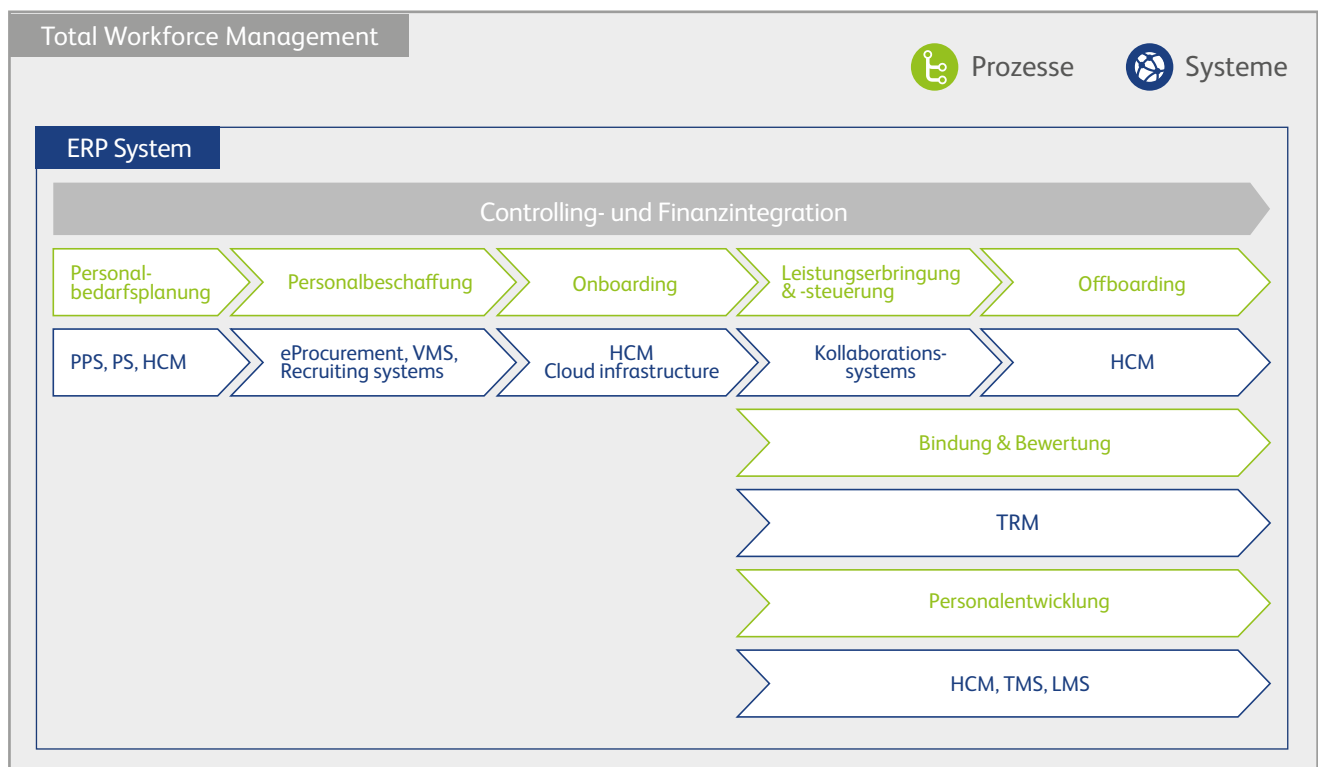 Total Workforce Management
Prozesse
Systeme
ERP System
Controlling- und Finanzintegration
Personal-
bedarfsplanung
Personalbeschaffung
Onboarding
Leistungserbringung
& -steuerung
Offboarding
PPS, PS, HCM
eProcurement, VMS,
Recruiting systems
HCM
Cloud infrastructure
Kollaborations-
systems
HCM
Bindung & Bewertung
TRM
Personalentwicklung
HCM, TMS, LMS